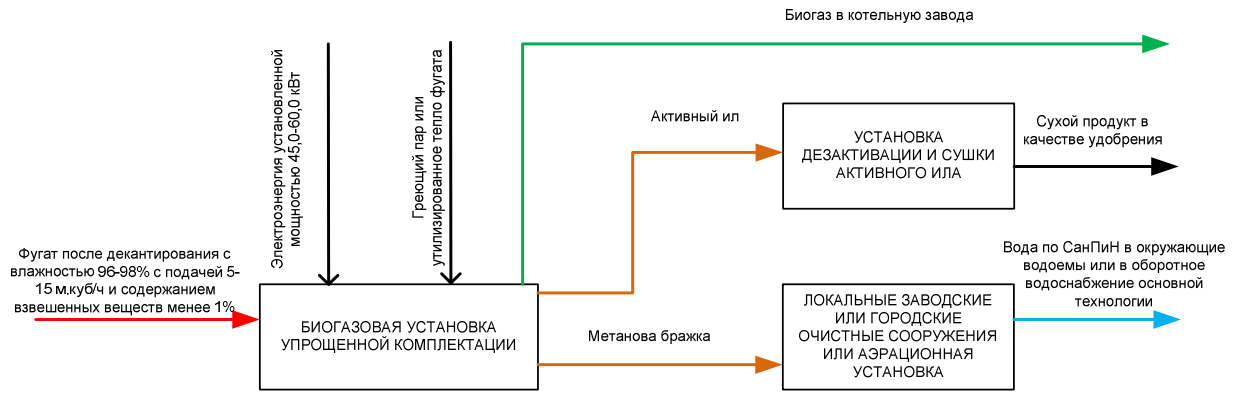 Биогаз в котельную завода
Электроэнергия установленной
мощностью 45,0-60,0 кВт
Греющий пар или
утилизированное тепло фугата
Активный ил
УСТАНОВКА
ДЕЗАКТИВАЦИИ И СУШКИ
АКТИВНОГО ИЛА
Сухой продукт в
качестве удобрения
Фугат после декантирования с
влажностью 96-98% с подачей 5-
15 м,куб/ч и содержанием
взвешенных веществ менее 1%
БИОГАЗОВАЯ УСТАНОВКА
УПРОЩЕННОЙ КОМПЛЕКТАЦИИ
Метанова бражка
ЛОКАЛЬНЫЕ ЗАВОДСКИЕ
ИЛИ ГОРОДСКИЕ
ОЧИСТНЫЕ СООРУЖЕНИЯ
ИЛИ АЭРАЦИОННАЯ
УСТАНОВКА
Вода по СанПиН в окружающие
водоемы или в оборотное
водоснабжение основной
технологии